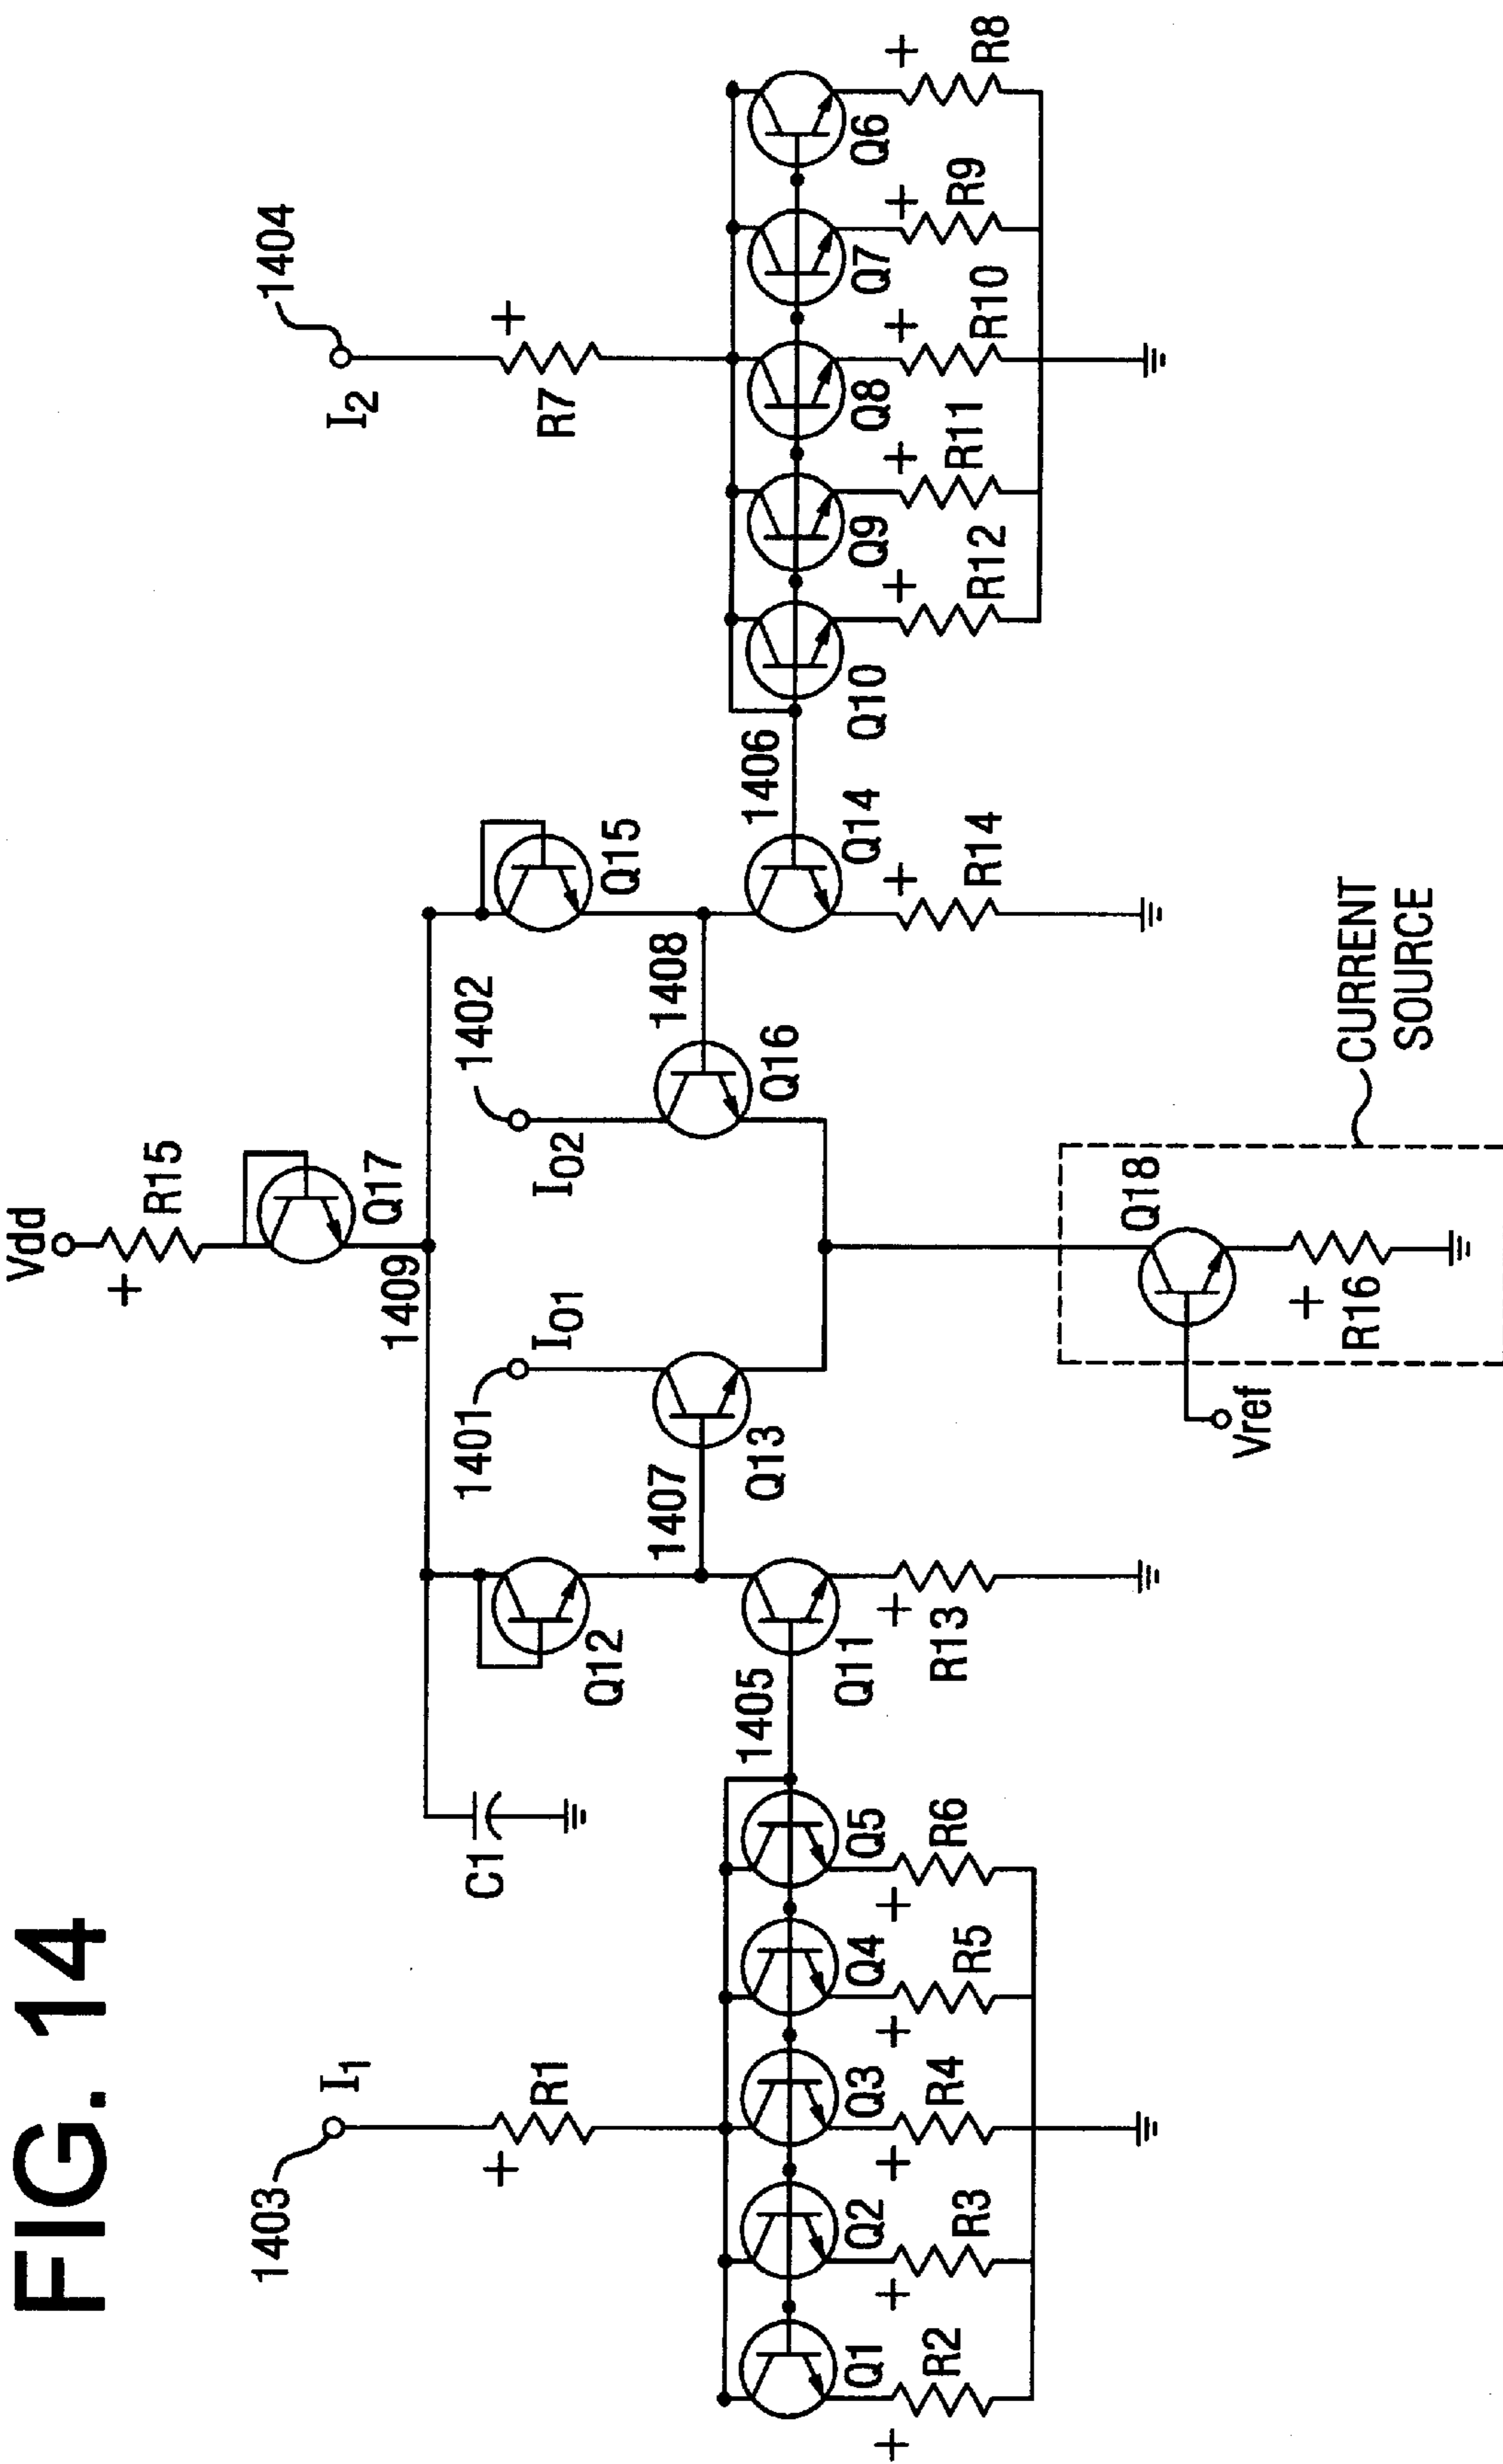 FIG. 14
Vdd
R15
+
Q17
1409
1403
I1
+
R1
C1
Q12
1407
1401
IO1
Q13
1402
IO2
Q16
1408
Q15
1404
I2
+
R7
1405
Q11
+
R13
1406
Q14
+
R14
Q1
Q2
Q3
Q4
Q5
+
R2
+
R3
+
R4
+
R5
+
R6
Q10
Q9
Q8
Q7
Q6
+
R12
+
R11
+
R10
+
R9
+
R8
Vref
Q18
+
R16
CURRENT
SOURCE